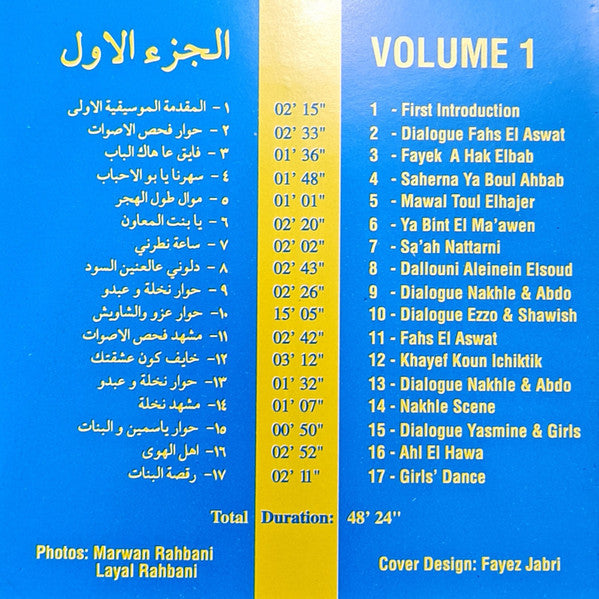 الجزء الاول VOLUME 1
١- المقدمة الموسيقية الاولى 02' 15" 1 - First Introduction
٢- حوار فحص الاصوات 02' 33" 2 - Dialogue Fahs El Aswat
٣- فايق عا هاك الباب 01' 36" 3 - Fayek A Hak Elbab
٤- سهرنا يا بو الاحباب 01' 48" 4 - Saherna Ya Boul Ahbab
٥- موال طول الهجر 01' 01" 5 - Mawal Toul Elhajer
٦- يا بنت المعاون 02' 20" 6 - Ya Bint El Ma'awen
٧- ساعة نطرني 02' 02" 7 - Sa'ah Nattarni
٨- دلوني عالعنين السود 02' 43" 8 - Dallouni Aleinein Elsoud
٩- حوار نخلة و عبدو 02' 26" 9 - Dialogue Nakhle & Abdo
١٠- حوار عزو والشاويش 15' 05" 10 - Dialogue Ezzo & Shawish
١١- مشهد فحص الاصوات 02' 42" 11 - Fahs El Aswat
١٢- خايف كون عشقتك 03' 12" 12 - Khayef Koun Ichiktik
١٣- حوار نخلة و عبدو 01' 32" 13 - Dialogue Nakhle & Abdo
١٤- مشهد نخلة 01' 07" 14 - Nakhle Scene
١٥- حوار ياسمين و البنات 00' 50" 15 - Dialogue Yasmine & Girls
١٦- اهل الهوى 02' 52" 16 - Ahl El Hawa
١٧- رقصة البنات 02' 11" 17 - Girls' Dance
Total Duration: 48' 24"
Photos: Marwan Rahbani
Layal Rahbani
Cover Design: Fayez Jabri